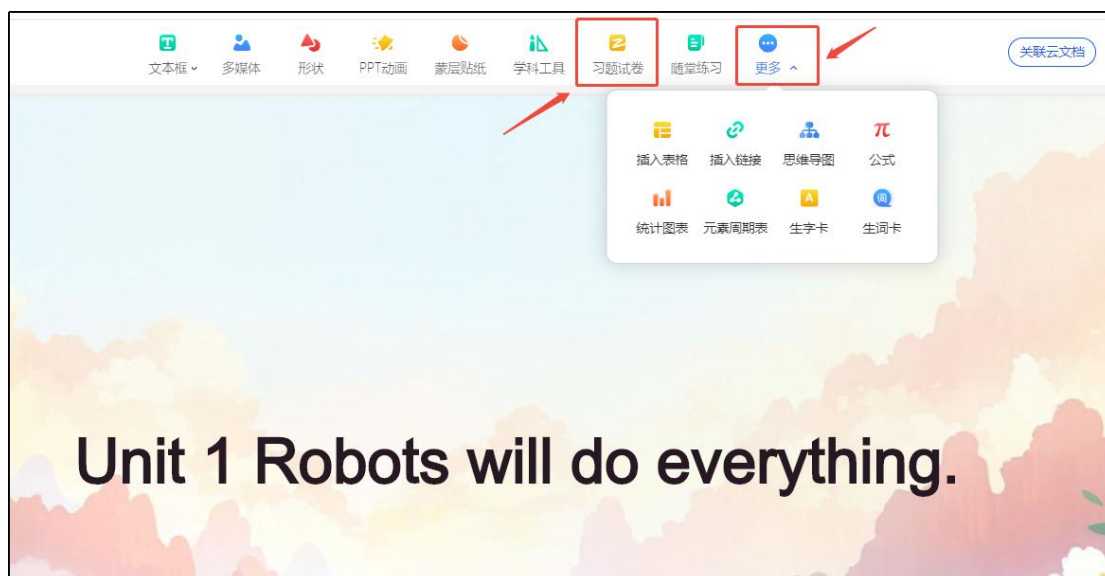 文本框
多媒体
形状
PPT动画
蒙层贴纸
学科工具
习题试卷
随堂练习
更多
关联云文档
插入表格
插入链接
思维导图
公式
统计图表
元素周期表
生字卡
生词卡
Unit 1 Robots will do everything.